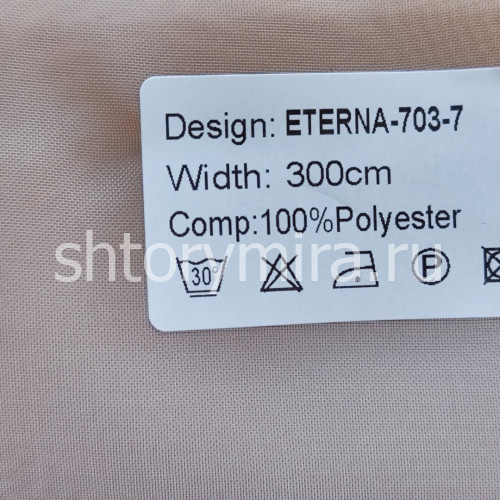 Design: ETERNA-703-7
Width: 300cm
Comp:100%Polyester
shtorymira.ru
30°
P